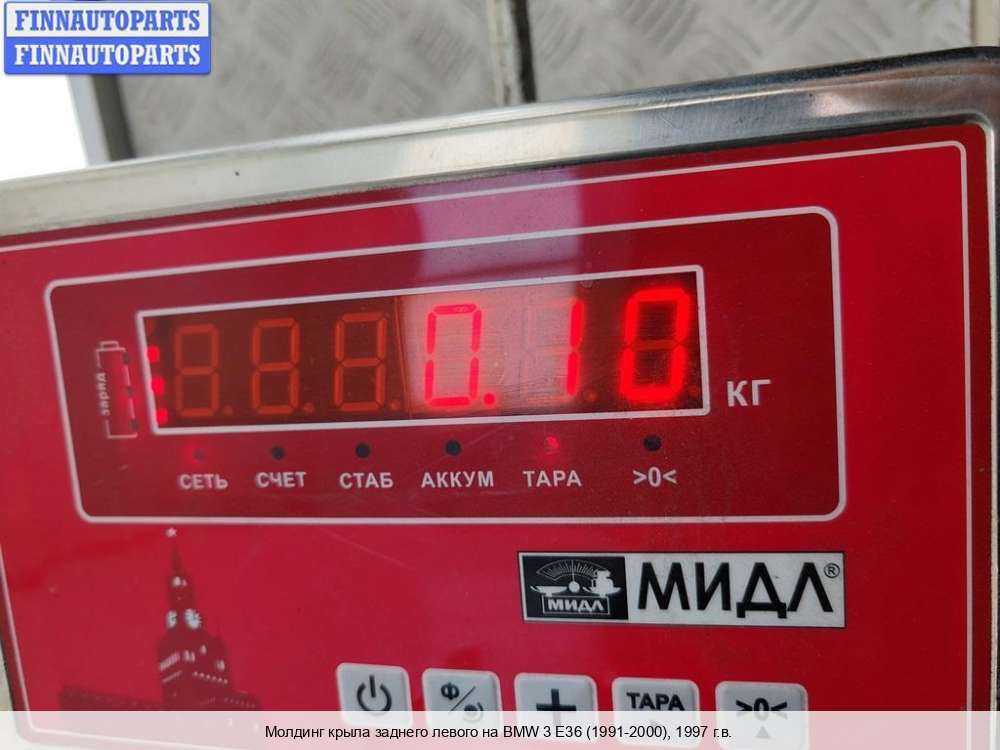 FINNAUTOPARTS
FINNAUTOPARTS
заряд
0.10
КГ
СЕТЬ СЧЕТ СТАБ АККУМ ТАРА >0<
МИДЛ МИДЛ®
Ф
+ ТАРА >0<
Молдинг крыла заднего левого на BMW 3 E36 (1991-2000), 1997 г.в.